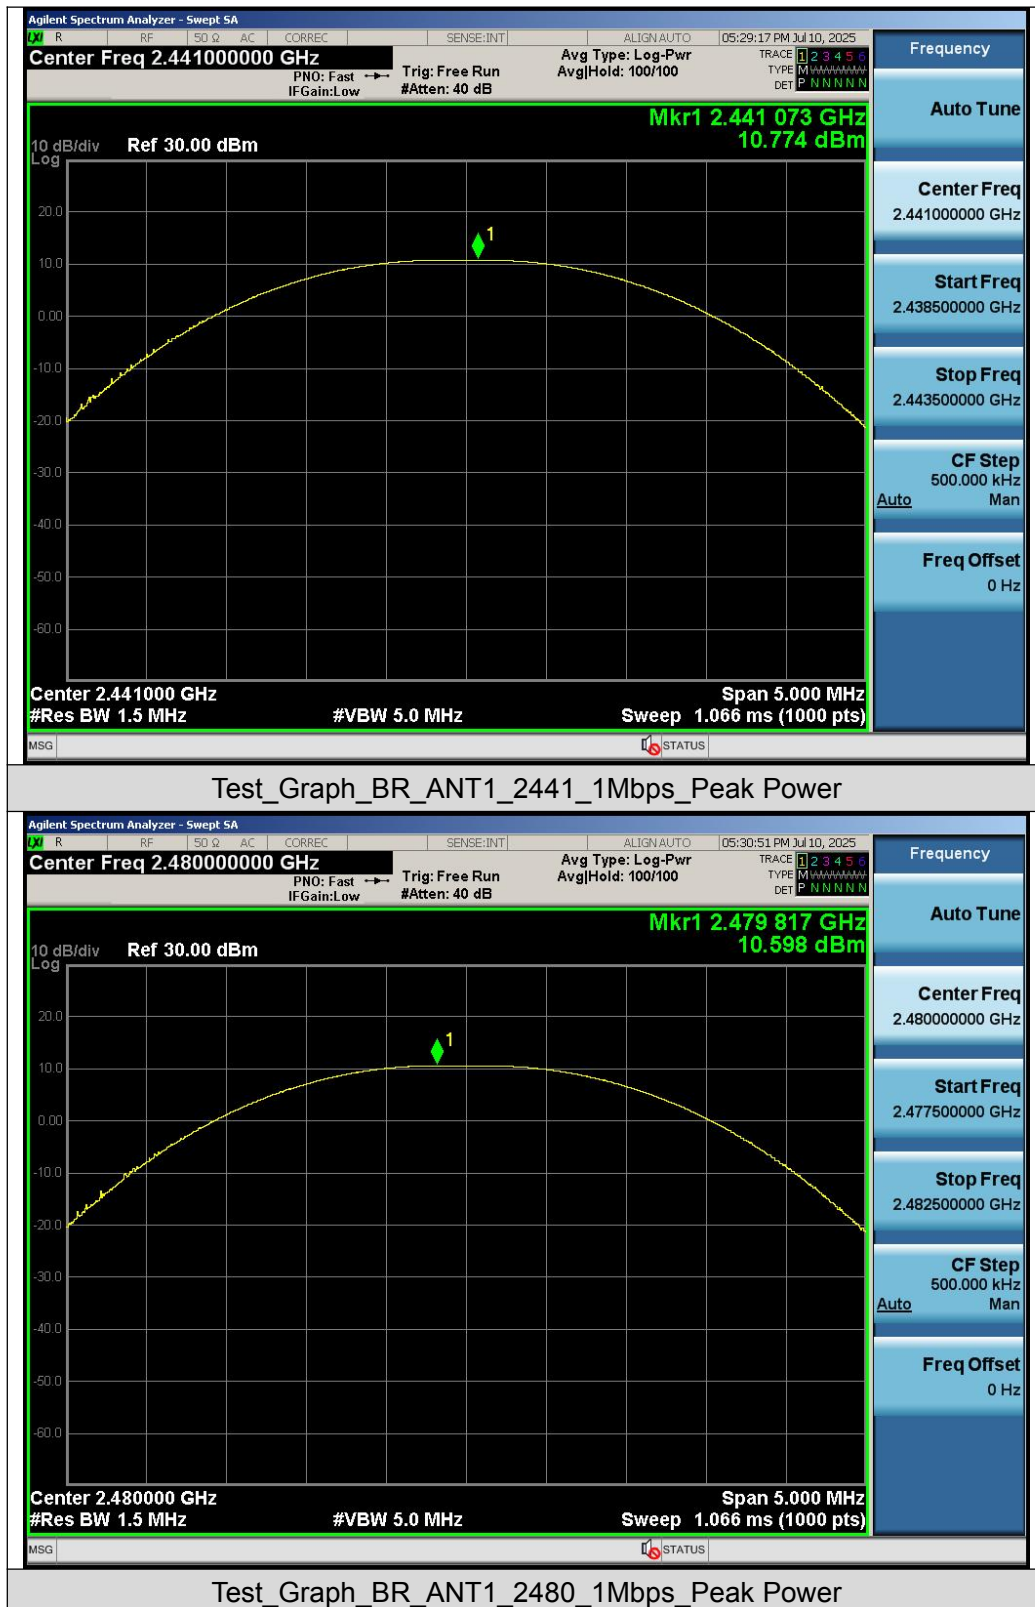 Agilent Spectrum Analyzer - Swept SA
LXI R RF 50 Ω AC CORREC SENSE:INT ALIGNAUTO 05:29:17 PM Jul 10, 2025
Center Freq 2.441000000 GHz
PNO: Fast
IFGain:Low
Trig: Free Run
#Atten: 40 dB
Avg Type: Log-Pwr
Avg|Hold: 100/100
TRACE 1 2 3 4 5 6
TYPE M
DET P N N N N N
Mkr1 2.441 073 GHz
10.774 dBm
10 dB/div Ref 30.00 dBm
Log
20.0
1
10.0
0.00
-10.0
-20.0
-30.0
-40.0
-50.0
-60.0
Center 2.441000 GHz Span 5.000 MHz
#Res BW 1.5 MHz #VBW 5.0 MHz Sweep 1.066 ms (1000 pts)
MSG STATUS
Frequency
Auto Tune
Center Freq
2.441000000 GHz
Start Freq
2.438500000 GHz
Stop Freq
2.443500000 GHz
CF Step
500.000 kHz
Auto Man
Freq Offset
0 Hz
Test_Graph_BR_ANT1_2441_1Mbps_Peak Power
Agilent Spectrum Analyzer - Swept SA
LXI R RF 50 Ω AC CORREC SENSE:INT ALIGNAUTO 05:30:51 PM Jul 10, 2025
Center Freq 2.480000000 GHz
PNO: Fast
IFGain:Low
Trig: Free Run
#Atten: 40 dB
Avg Type: Log-Pwr
Avg|Hold: 100/100
TRACE 1 2 3 4 5 6
TYPE M
DET P N N N N N
Mkr1 2.479 817 GHz
10.598 dBm
10 dB/div Ref 30.00 dBm
Log
20.0
1
10.0
0.00
-10.0
-20.0
-30.0
-40.0
-50.0
-60.0
Center 2.480000 GHz Span 5.000 MHz
#Res BW 1.5 MHz #VBW 5.0 MHz Sweep 1.066 ms (1000 pts)
MSG STATUS
Frequency
Auto Tune
Center Freq
2.480000000 GHz
Start Freq
2.477500000 GHz
Stop Freq
2.482500000 GHz
CF Step
500.000 kHz
Auto Man
Freq Offset
0 Hz
Test_Graph_BR_ANT1_2480_1Mbps_Peak Power